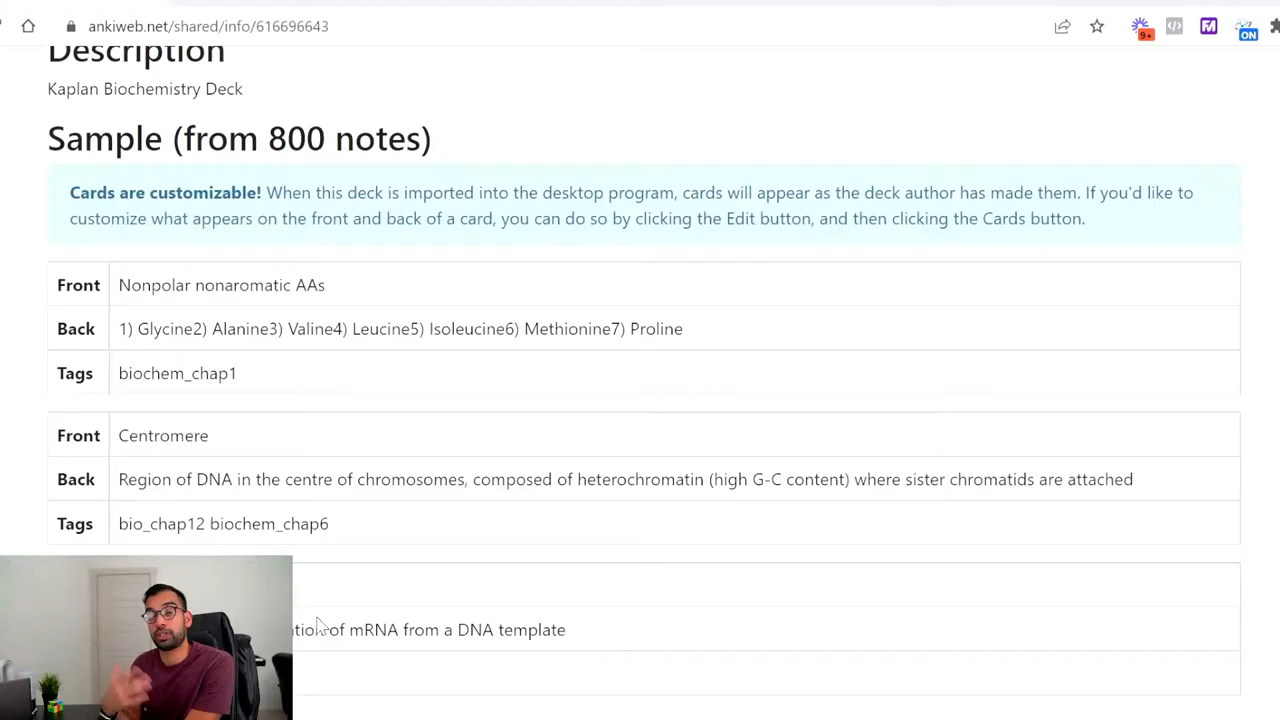 ankiweb.net/shared/info/616696643
9+
ON
Description
Kaplan Biochemistry Deck
Sample (from 800 notes)
Cards are customizable! When this deck is imported into the desktop program, cards will appear as the deck author has made them. If you'd like to
customize what appears on the front and back of a card, you can do so by clicking the Edit button, and then clicking the Cards button.
Front Nonpolar nonaromatic AAs
Back 1) Glycine2) Alanine3) Valine4) Leucine5) Isoleucine6) Methionine7) Proline
Tags biochem_chap1
Front Centromere
Back Region of DNA in the centre of chromosomes, composed of heterochromatin (high G-C content) where sister chromatids are attached
Tags bio_chap12 biochem_chap6
of mRNA from a DNA template